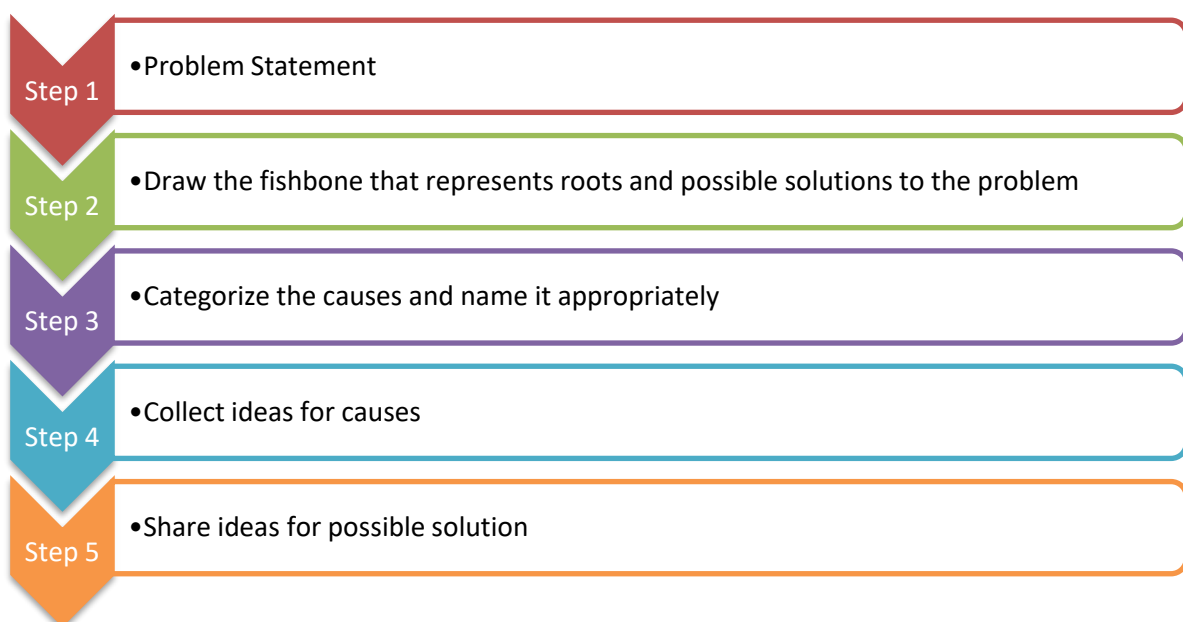 Step 1
•Problem Statement
Step 2
•Draw the fishbone that represents roots and possible solutions to the problem
Step 3
•Categorize the causes and name it appropriately
Step 4
•Collect ideas for causes
Step 5
•Share ideas for possible solution